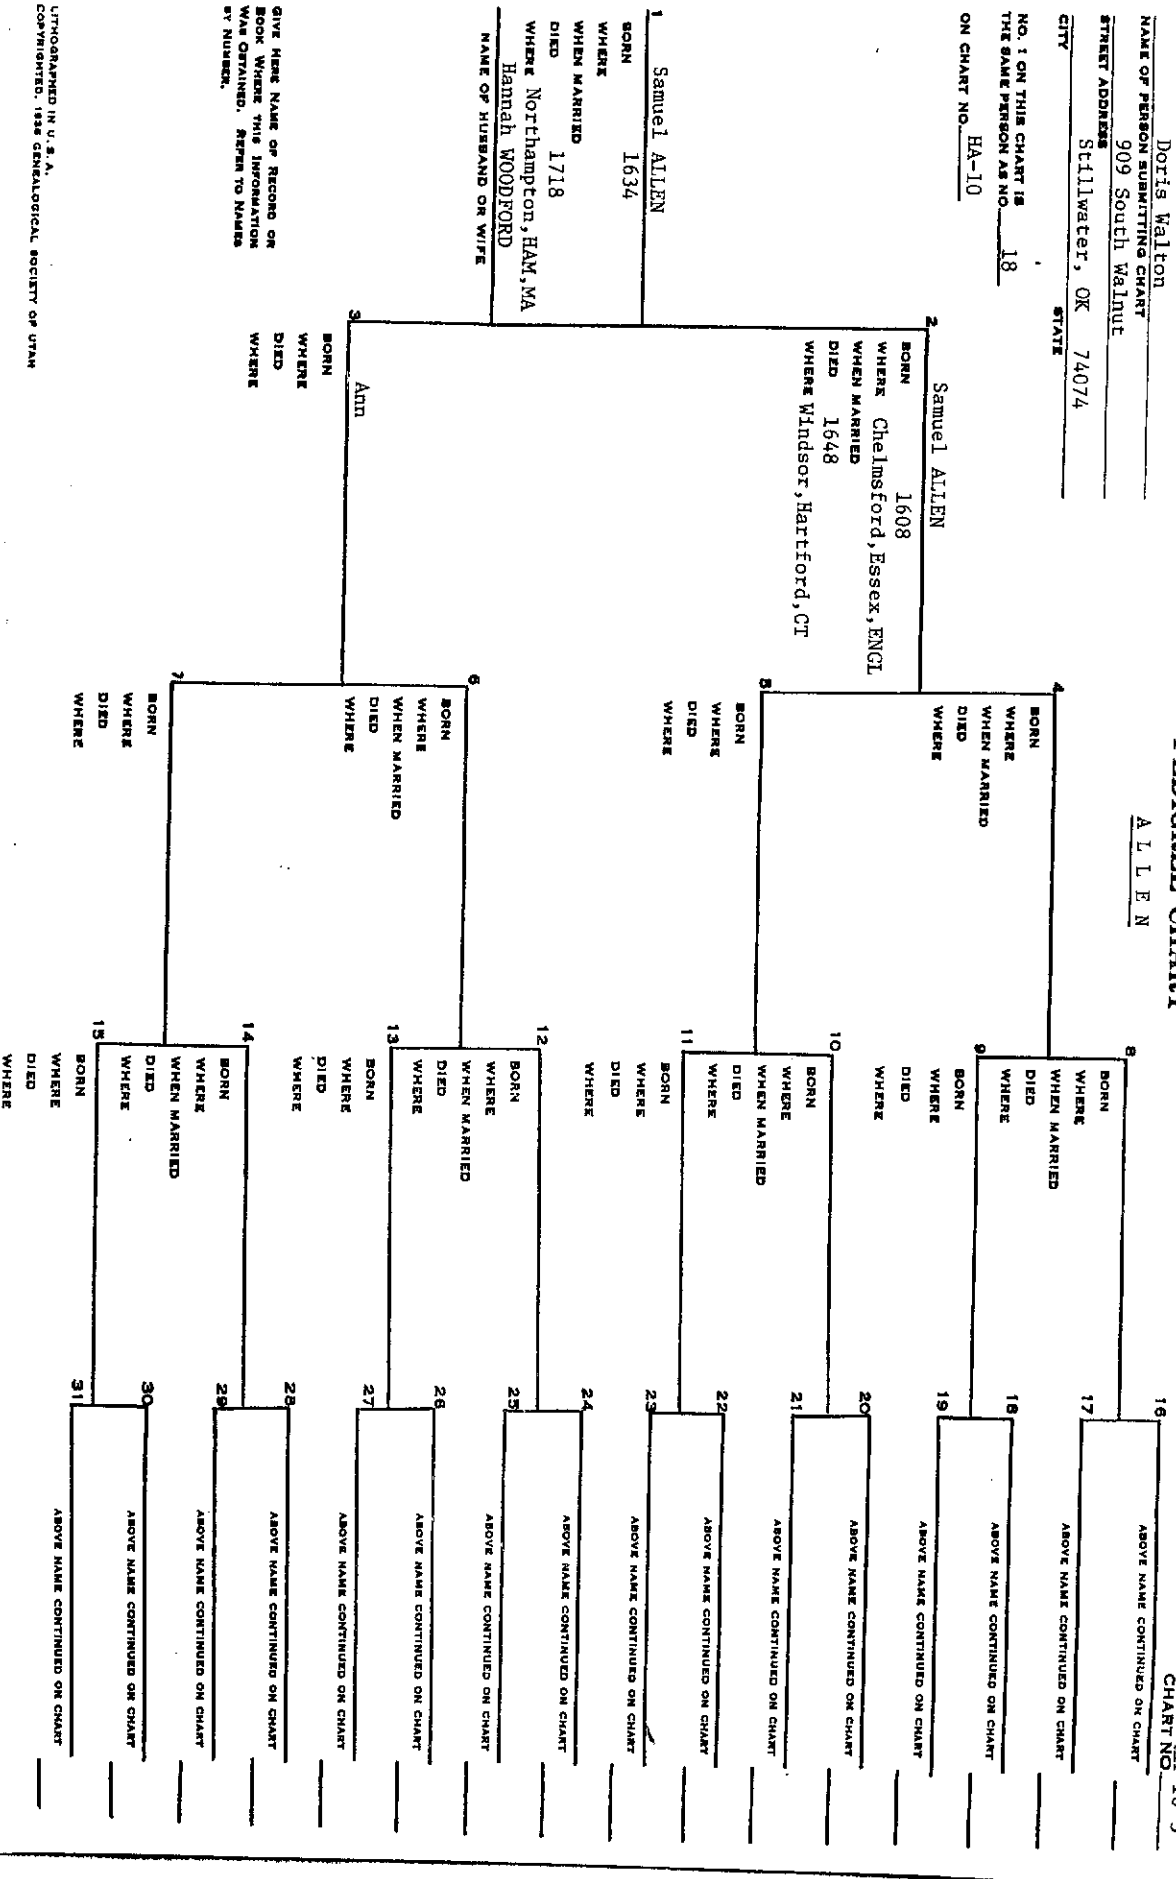 PEDIGREE CHART
A L L E N
CHART NO.
Doris Walton
NAME OF PERSON SUBMITTING CHART
909 South Walnut
STREET ADDRESS
Stillwater, OK 74074
CITY STATE
NO. 1 ON THIS CHART IS
THE SAME PERSON AS NO. 18
ON CHART NO. HA-10
1 Samuel ALLEN
BORN 1634
WHERE
WHEN MARRIED
DIED 1718
WHERE Northampton,HAM,MA
Hannah WOODFORD
NAME OF HUSBAND OR WIFE
2 Samuel ALLEN
BORN 1608
WHERE Chelmsford,Essex,ENGL
WHEN MARRIED
DIED 1648
WHERE Windsor,Hartford,CT
3 Ann
BORN
WHERE
DIED
WHERE
4
BORN
WHERE
WHEN MARRIED
DIED
WHERE
5
BORN
WHERE
DIED
WHERE
6
BORN
WHERE
WHEN MARRIED
DIED
WHERE
7
BORN
WHERE
DIED
WHERE
8
BORN
WHERE
WHEN MARRIED
DIED
WHERE
9
BORN
WHERE
DIED
WHERE
10
BORN
WHERE
WHEN MARRIED
DIED
WHERE
11
BORN
WHERE
DIED
WHERE
12
BORN
WHERE
WHEN MARRIED
DIED
WHERE
13
BORN
WHERE
DIED
WHERE
14
BORN
WHERE
WHEN MARRIED
DIED
WHERE
15
BORN
WHERE
DIED
WHERE
16
ABOVE NAME CONTINUED ON CHART
17
ABOVE NAME CONTINUED ON CHART
18
ABOVE NAME CONTINUED ON CHART
19
ABOVE NAME CONTINUED ON CHART
20
ABOVE NAME CONTINUED ON CHART
21
ABOVE NAME CONTINUED ON CHART
22
ABOVE NAME CONTINUED ON CHART
23
ABOVE NAME CONTINUED ON CHART
24
ABOVE NAME CONTINUED ON CHART
25
ABOVE NAME CONTINUED ON CHART
26
ABOVE NAME CONTINUED ON CHART
27
ABOVE NAME CONTINUED ON CHART
28
ABOVE NAME CONTINUED ON CHART
29
ABOVE NAME CONTINUED ON CHART
30
ABOVE NAME CONTINUED ON CHART
31
ABOVE NAME CONTINUED ON CHART
GIVE HERE NAME OF RECORD OR
BOOK WHERE THIS INFORMATION
WAS OBTAINED. REFER TO NAMES
BY NUMBER.
LITHOGRAPHED IN U. S. A.
COPYRIGHTED, 1936 GENEALOGICAL SOCIETY OF UTAH